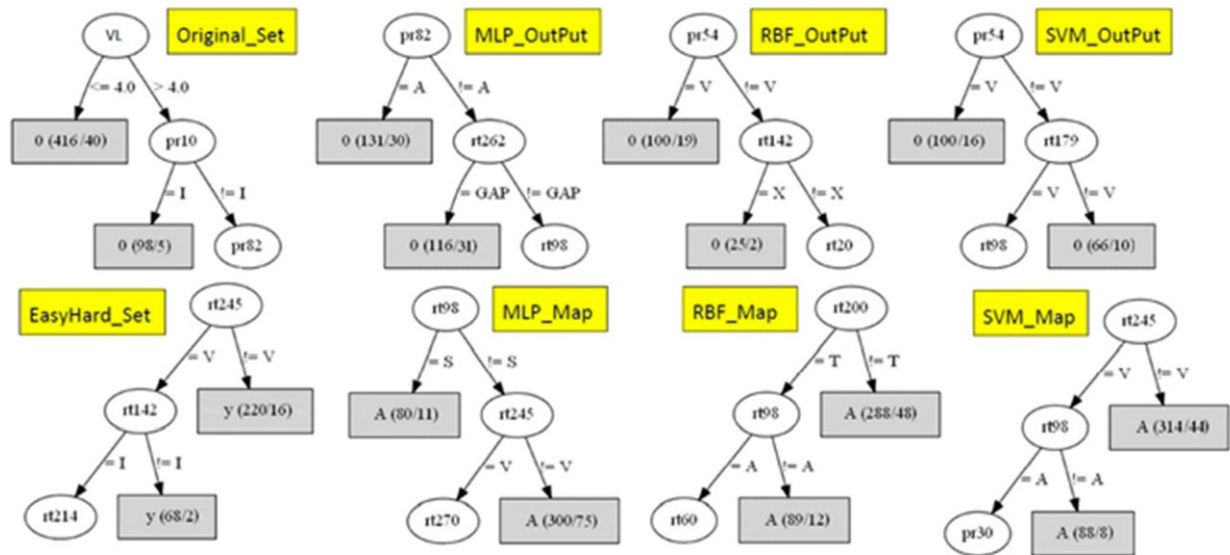 VL
Original_Set
<= 4.0
> 4.0
0 (416/40)
pr10
= I
!= I
0 (98/5)
pr82
pr82
MLP_OutPut
= A
!= A
0 (131/30)
rt262
= GAP
!= GAP
0 (116/31)
rt98
pr54
RBF_OutPut
= V
!= V
0 (100/19)
rt142
= X
!= X
0 (25/2)
rt20
pr54
SVM_OutPut
= V
!= V
0 (100/16)
rt179
= V
!= V
rt98
0 (66/10)
EasyHard_Set
rt245
= V
!= V
rt142
y (220/16)
= I
!= I
rt214
y (68/2)
rt98
MLP_Map
= S
!= S
A (80/11)
rt245
= V
!= V
rt270
A (300/75)
RBF_Map
rt200
= T
!= T
rt98
A (288/48)
= A
!= A
rt60
A (89/12)
SVM_Map
rt245
= V
!= V
rt98
A (314/44)
= A
!= A
pr30
A (88/8)